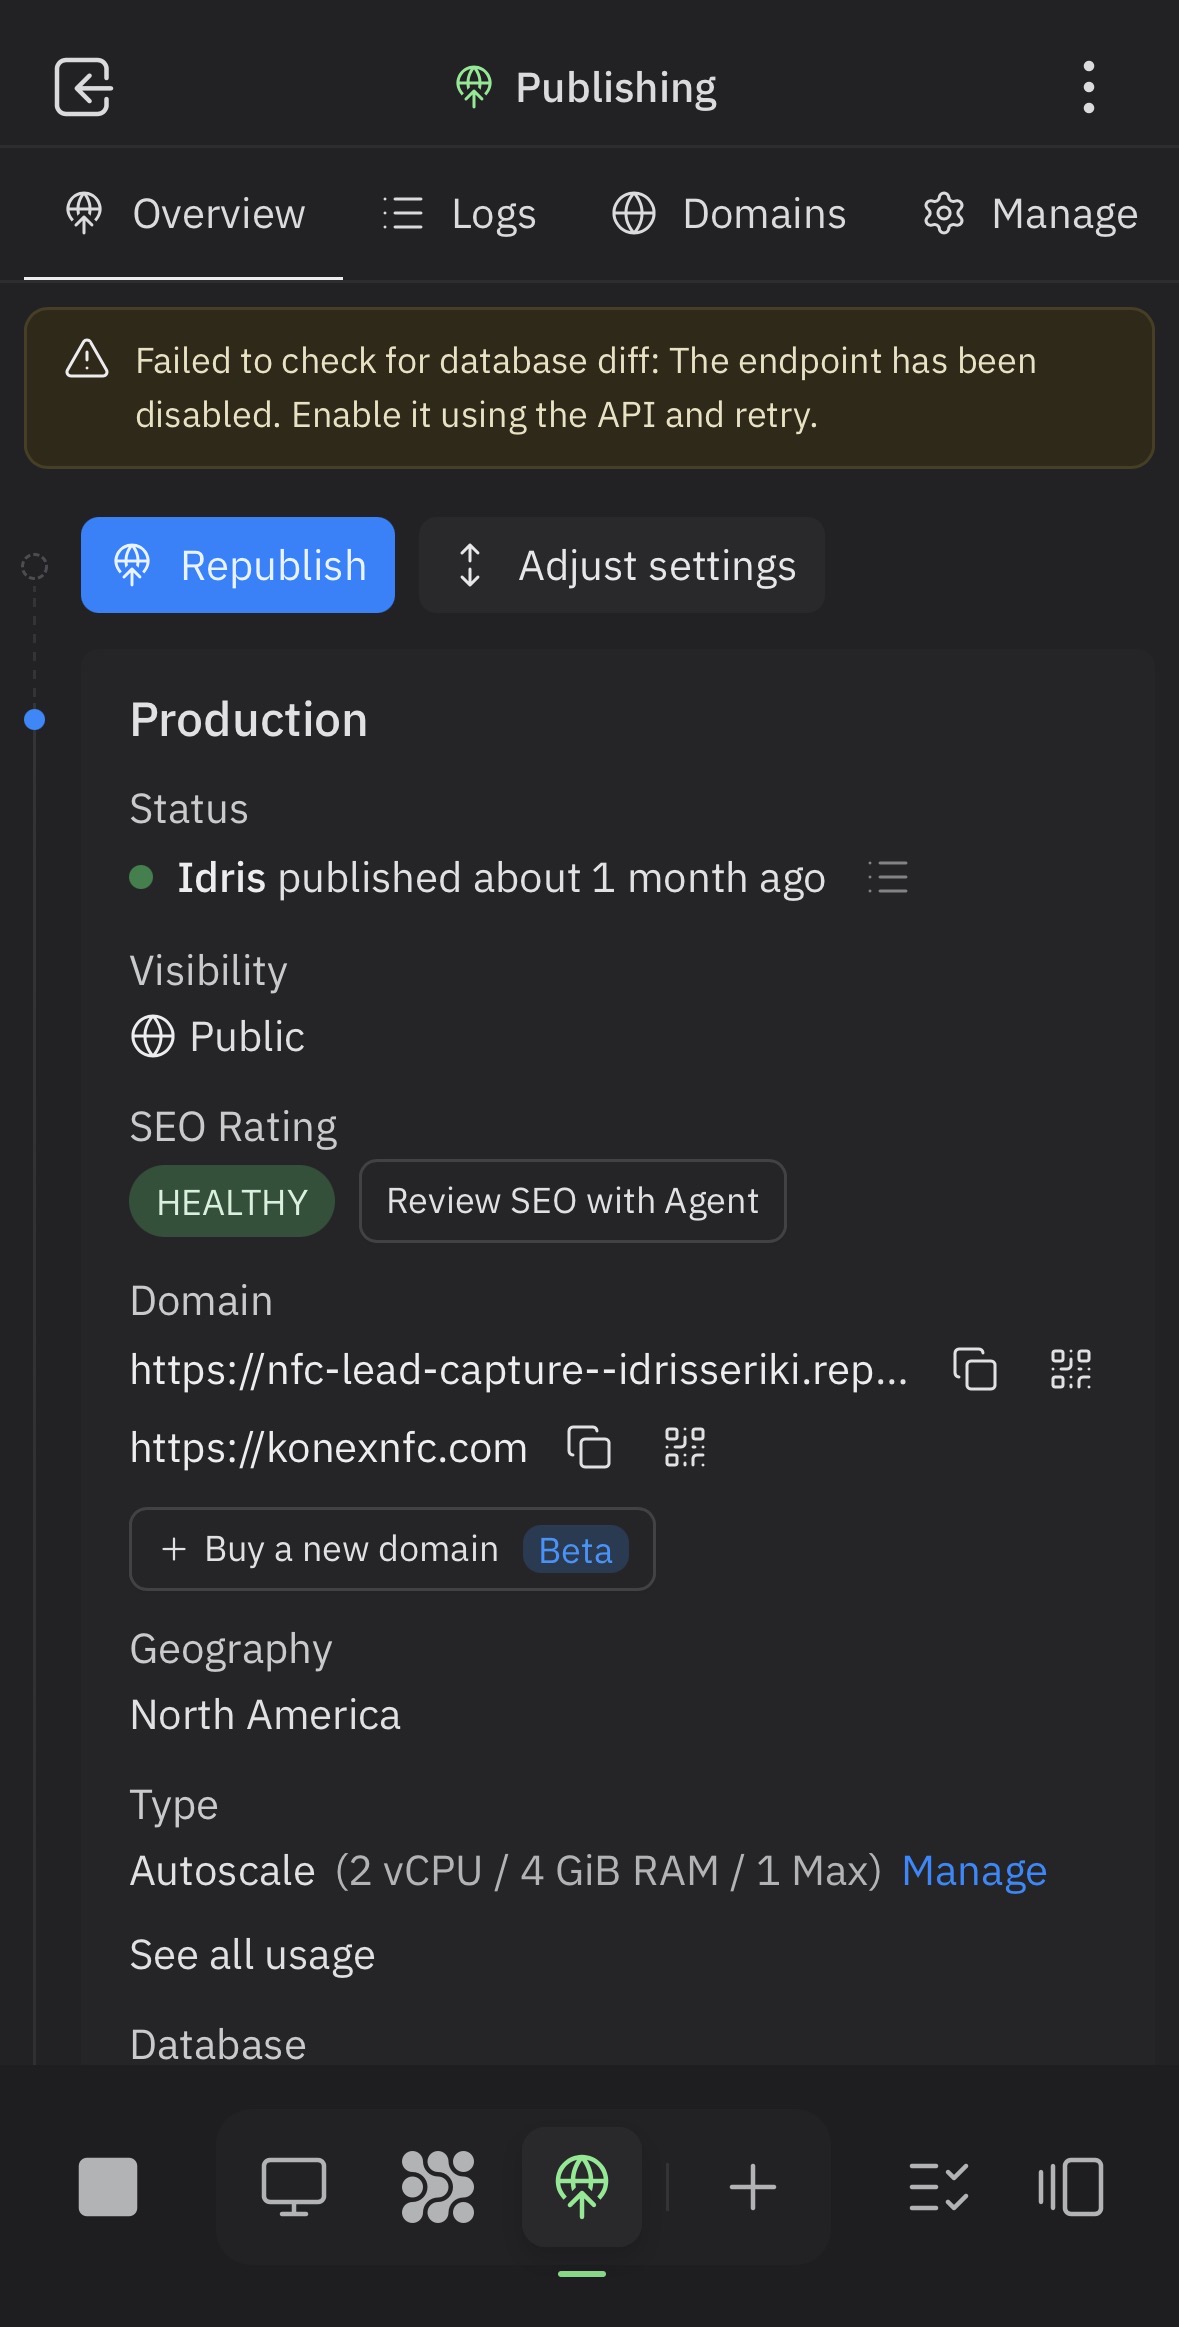 Publishing
Overview
Logs
Domains
Manage
Failed to check for database diff: The endpoint has been
disabled. Enable it using the API and retry.
Republish
Adjust settings
Production
Status
Idris published about 1 month ago
Visibility
Public
SEO Rating
HEALTHY
Review SEO with Agent
Domain
https://nfc-lead-capture--idrisseriki.rep...
https://konexnfc.com
+ Buy a new domain Beta
Geography
North America
Type
Autoscale (2 vCPU / 4 GiB RAM / 1 Max) Manage
See all usage
Database